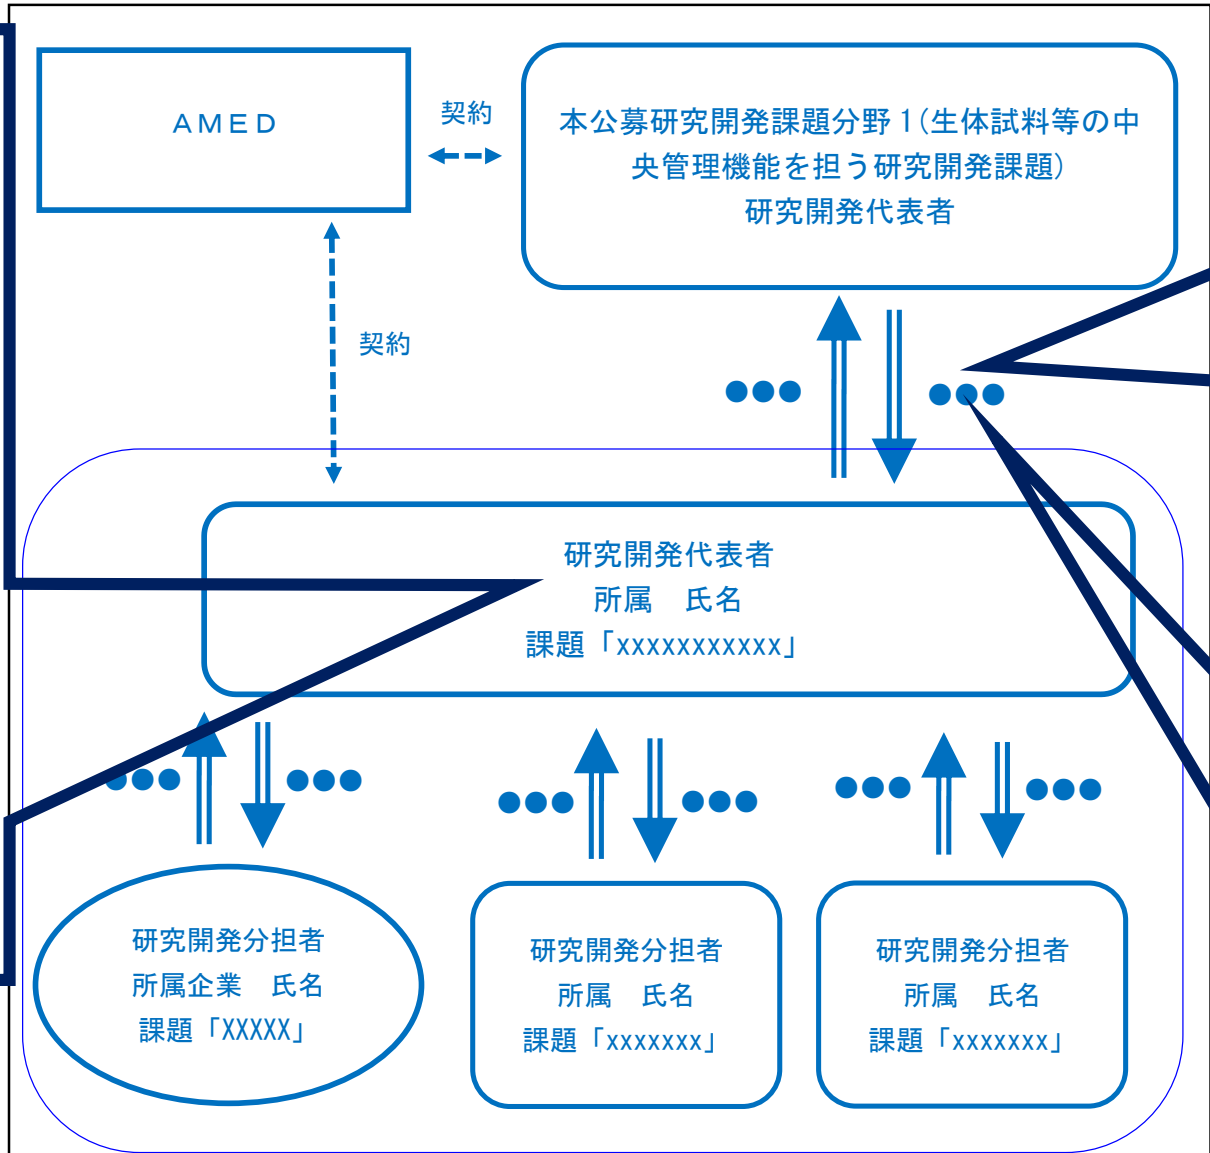 ＡＭＥＤ
契約
本公募研究開発課題分野１(生体試料等の中
央管理機能を担う研究開発課題)
研究開発代表者
契約
●●●
●●●
研究開発代表者
所属　氏名
課題「xxxxxxxxxxx」
●●●
●●●
●●●
●●●
●●●
●●●
研究開発分担者
所属企業　氏名
課題「XXXXX」
研究開発分担者
所属　氏名
課題「xxxxxxx」
研究開発分担者
所属　氏名
課題「xxxxxxx」